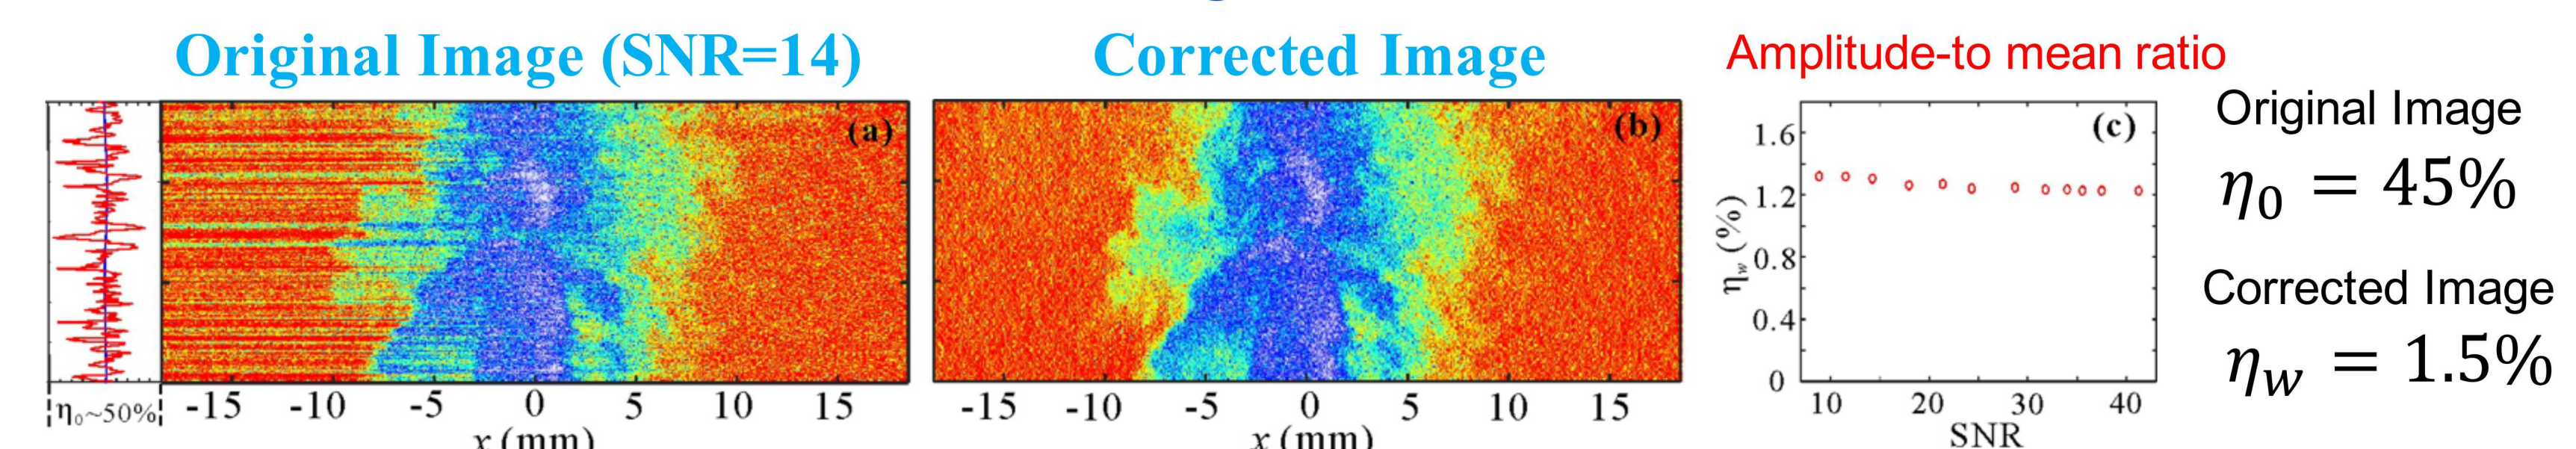 Original Image (SNR=14)
Corrected Image
Amplitude-to mean ratio
(a)
(b)
(c)
Original Image
η₀ = 45%
Corrected Image
η_w = 1.5%
η₀~50%
-15 -10 -5 0 5 10 15
x (mm)
-15 -10 -5 0 5 10 15
x (mm)
1.6
1.2
0.8
0.4
0
η_w (%)
10 20 30 40
SNR